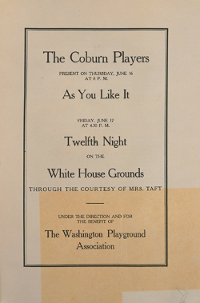 The Coburn Players
PRESENT ON THURSDAY, JUNE 16
AT 8 P. M.
As You Like It
FRIDAY, JUNE 17
AT 4.30 P. M.
Twelfth Night
ON THE
White House Grounds
THROUGH THE COURTESY OF MRS. TAFT
UNDER THE DIRECTION AND FOR
THE BENEFIT OF
The Washington Playground
Association